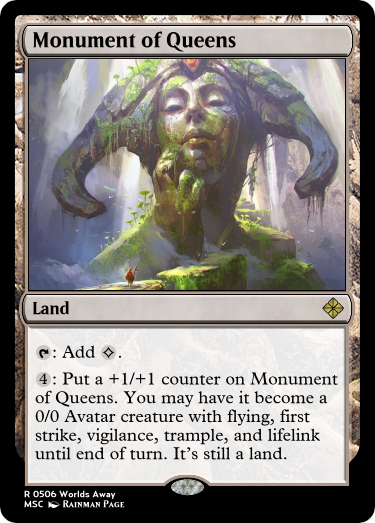 Monument of Queens
Land
: Add .
4: Put a +1/+1 counter on Monument
of Queens. You may have it become a
0/0 Avatar creature with flying, first
strike, vigilance, trample, and lifelink
until end of turn. It's still a land.
R 0506 Worlds Away
MSC Rainman Page